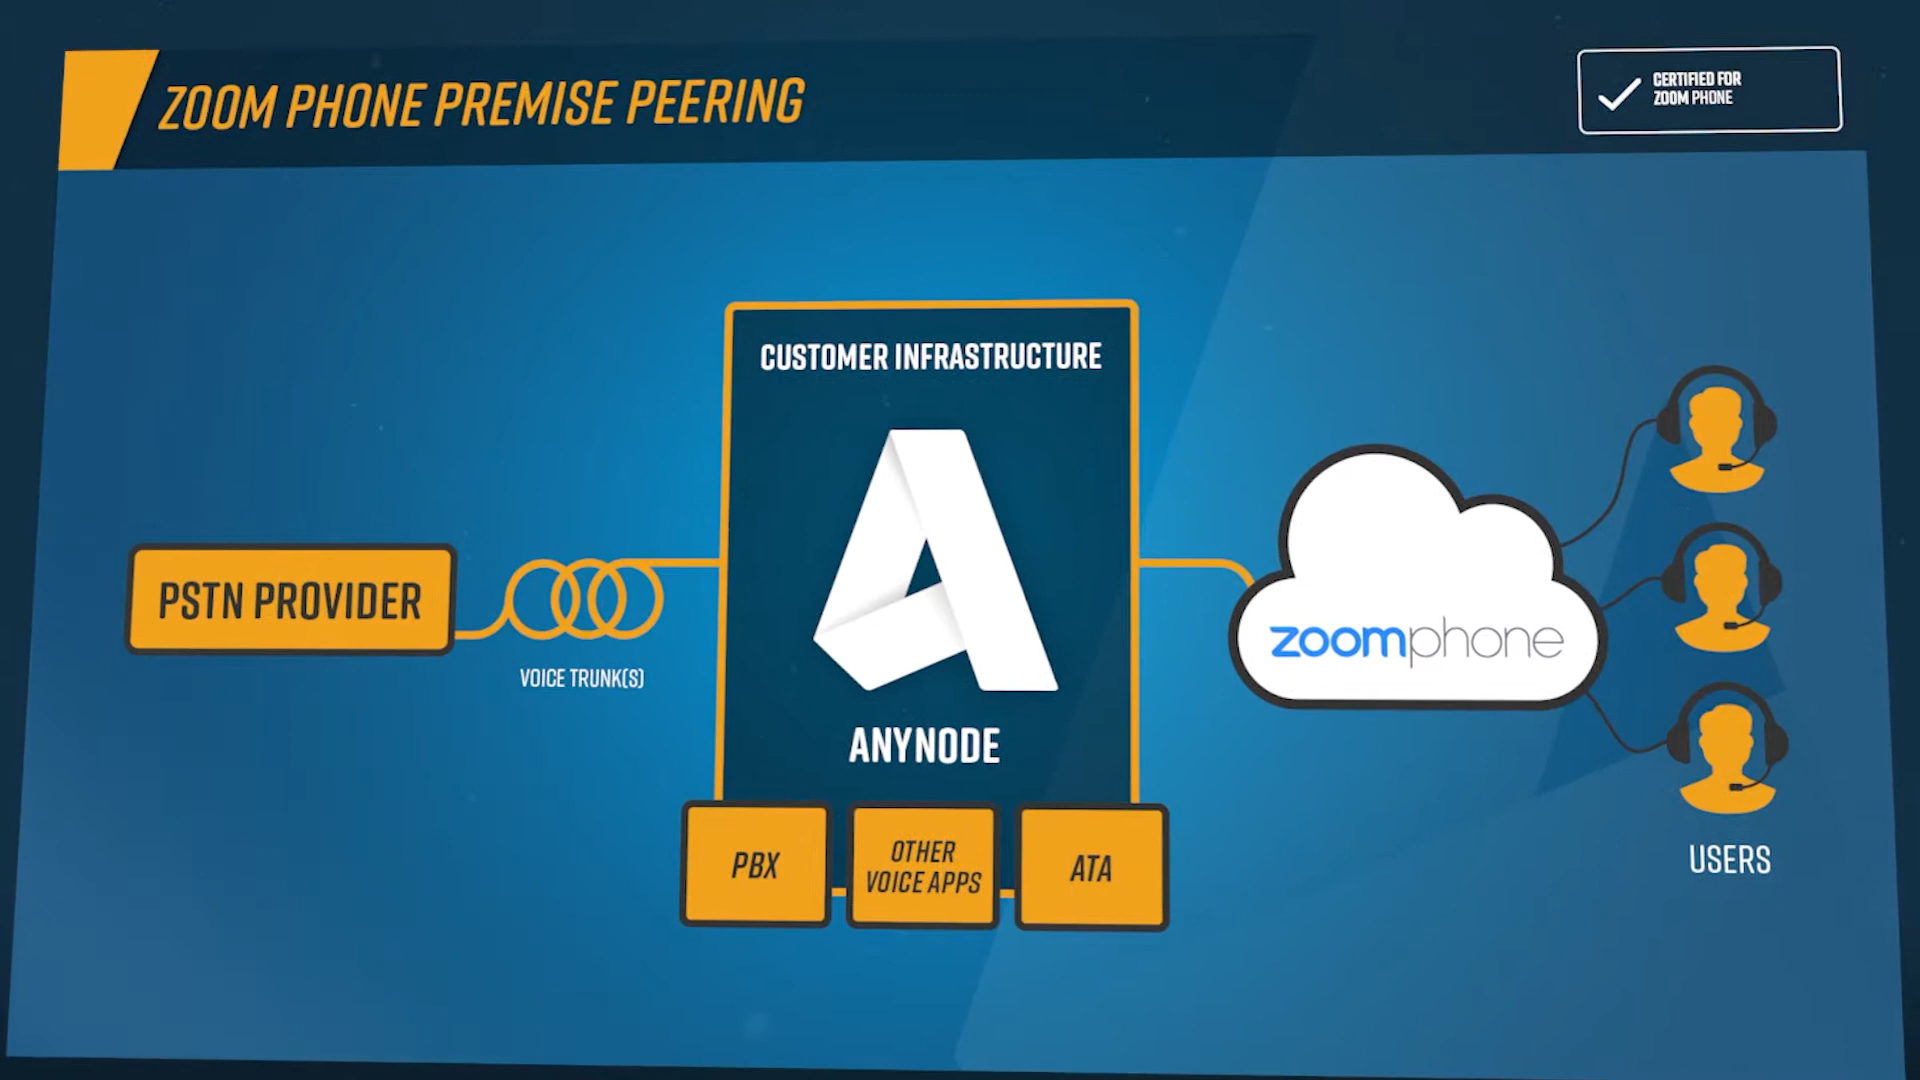 ZOOM PHONE PREMISE PEERING
CERTIFIED FOR
ZOOM PHONE
CUSTOMER INFRASTRUCTURE
PSTN PROVIDER
VOICE TRUNK(S)
ANYNODE
zoomphone
PBX
OTHER
VOICE APPS
ATA
USERS